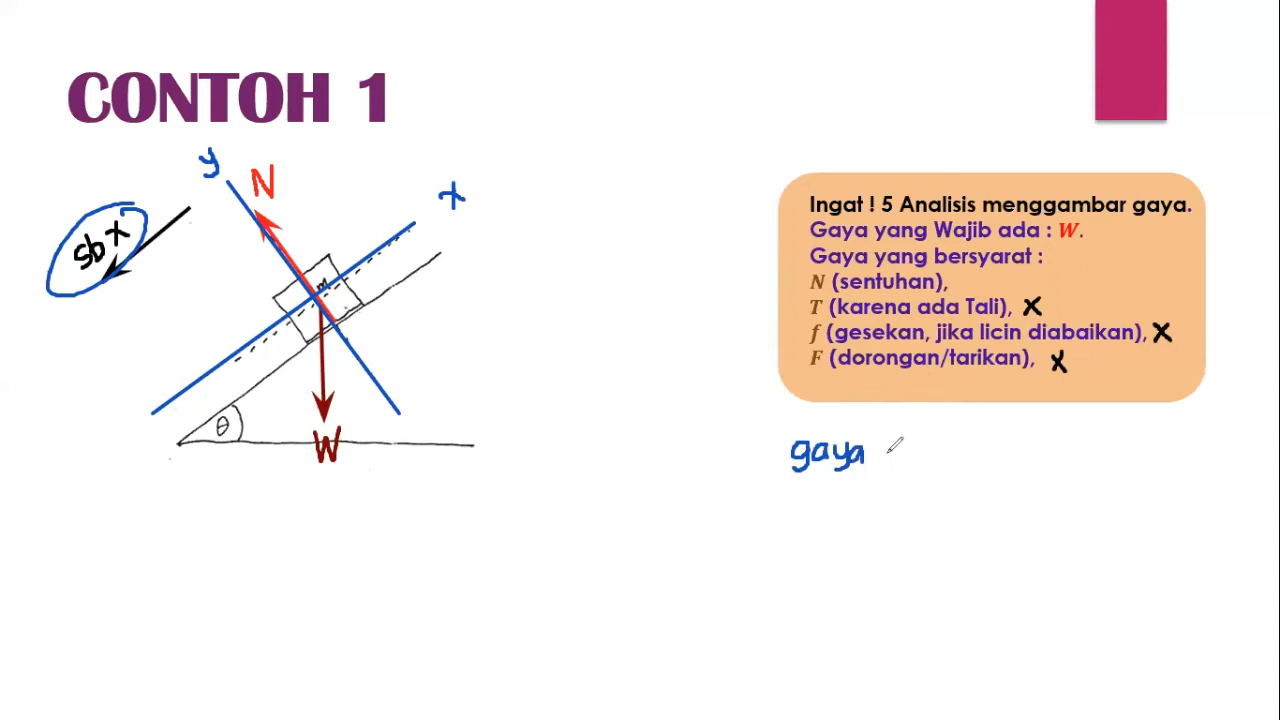 CONTOH 1
y
N
x
sb x
m
θ
W
Ingat ! 5 Analisis menggambar gaya.
Gaya yang Wajib ada : W.
Gaya yang bersyarat :
N (sentuhan),
T (karena ada Tali), x
f (gesekan, jika licin diabaikan), x
F (dorongan/tarikan), x
gaya